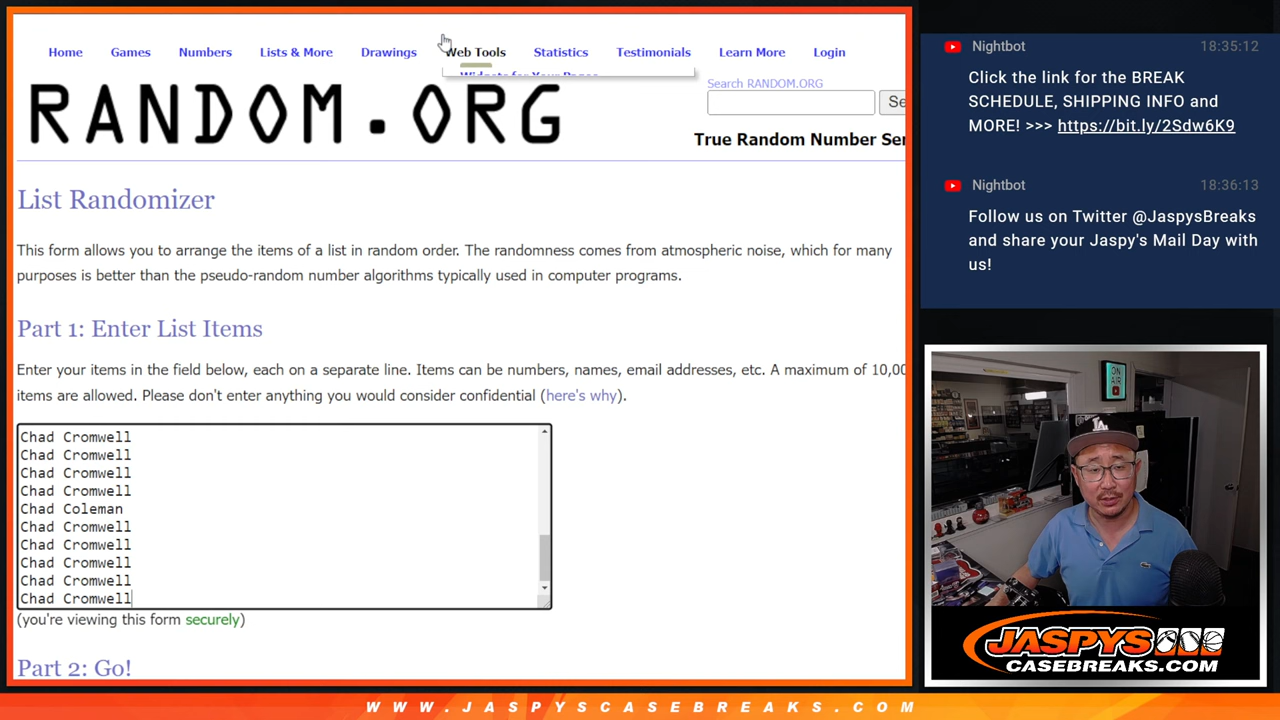 Home Games Numbers Lists & More Drawings Web Tools Statistics Testimonials Learn More Login
RANDOM.ORG
Search RANDOM.ORG
Se
True Random Number Ser
List Randomizer
This form allows you to arrange the items of a list in random order. The randomness comes from atmospheric noise, which for many
purposes is better than the pseudo-random number algorithms typically used in computer programs.
Part 1: Enter List Items
Enter your items in the field below, each on a separate line. Items can be numbers, names, email addresses, etc. A maximum of 10,00
items are allowed. Please don't enter anything you would consider confidential (here's why).
Chad Cromwell
Chad Cromwell
Chad Cromwell
Chad Cromwell
Chad Coleman
Chad Cromwell
Chad Cromwell
Chad Cromwell
Chad Cromwell
Chad Cromwell
(you're viewing this form securely)
Part 2: Go!
Nightbot 18:35:12
Click the link for the BREAK
SCHEDULE, SHIPPING INFO and
MORE! >>> https://bit.ly/2Sdw6K9
Nightbot 18:36:13
Follow us on Twitter @JaspysBreaks
and share your Jaspy's Mail Day with
us!
ON AIR
LA
JASPYS
CASEBREAKS.COM
WWW.JASPYSCASEBREAKS.COM